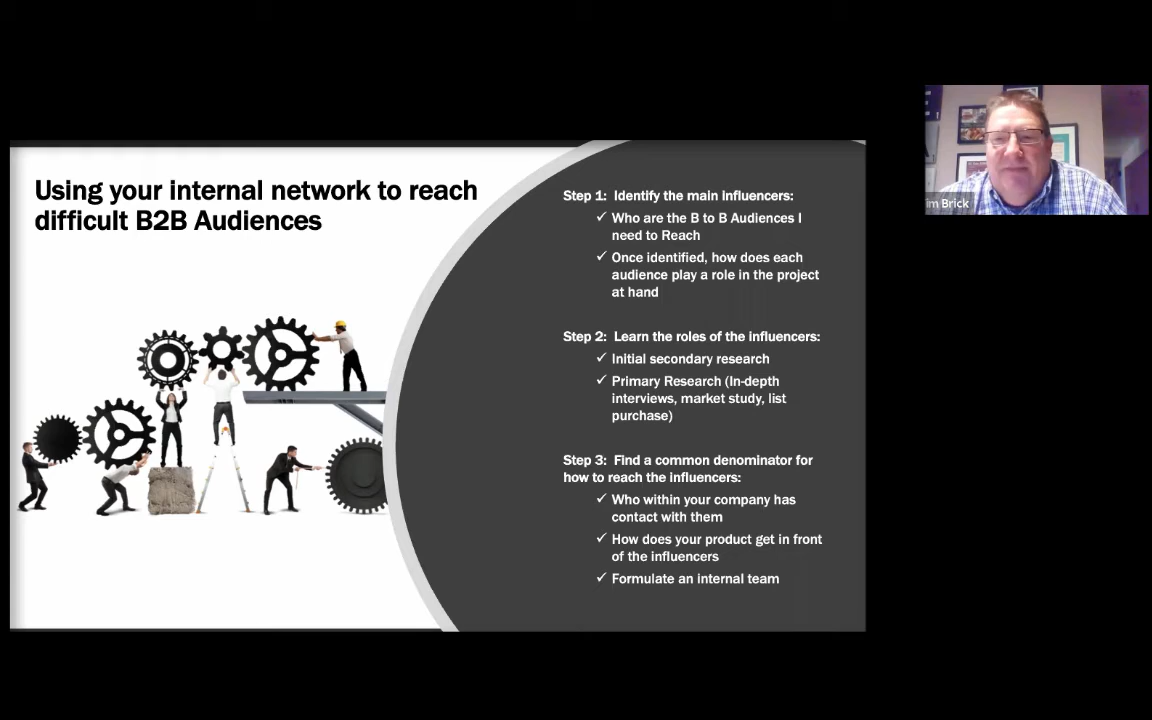 Using your internal network to reach
difficult B2B Audiences
Step 1: Identify the main influencers:
✓ Who are the B to B Audiences I
need to Reach
✓ Once identified, how does each
audience play a role in the project
at hand
Step 2: Learn the roles of the influencers:
✓ Initial secondary research
✓ Primary Research (In-depth
interviews, market study, list
purchase)
Step 3: Find a common denominator for
how to reach the influencers:
✓ Who within your company has
contact with them
✓ How does your product get in front
of the influencers
✓ Formulate an internal team
im Brick